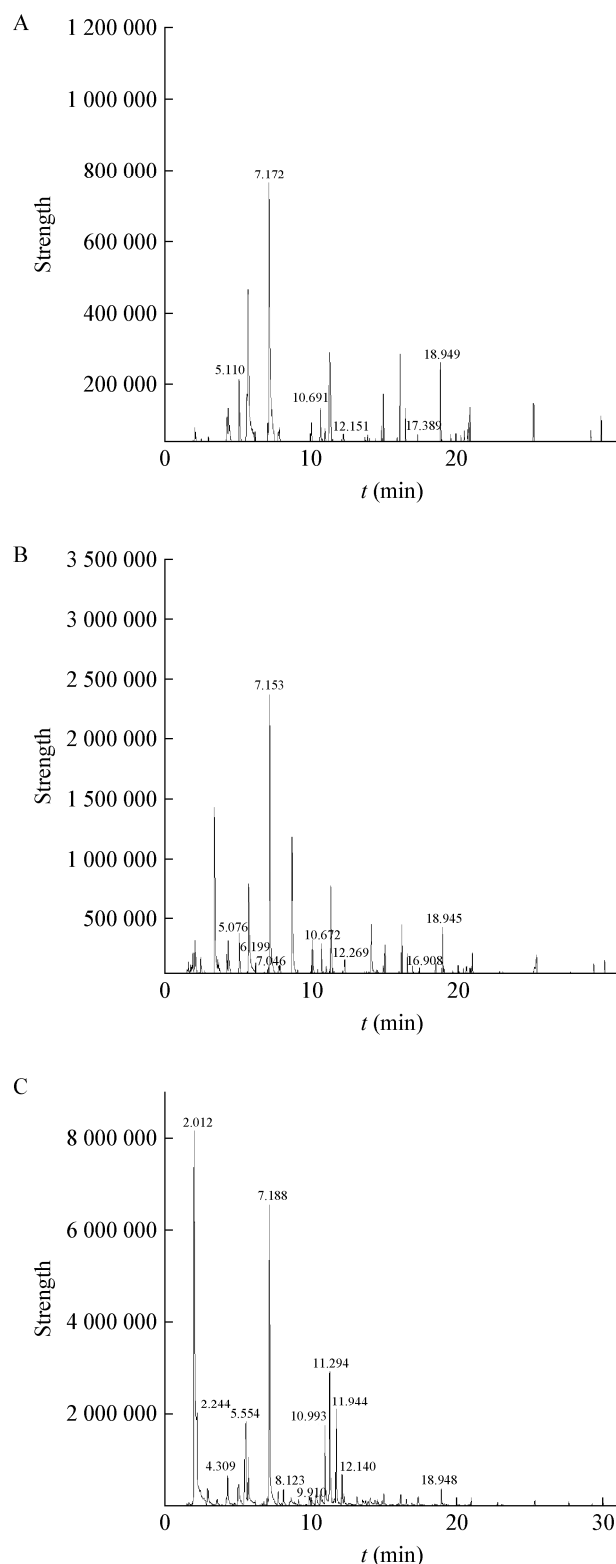 A
1 200 000
1 000 000
800 000
600 000
400 000
200 000
Strength
7.172
5.110
10.691
12.151
17.389
18.949
0
10
20
t (min)
B
3 500 000
3 000 000
2 500 000
2 000 000
1 500 000
1 000 000
500 000
Strength
7.153
5.076
6.199
7.046
10.672
12.269
16.908
18.945
0
10
20
t (min)
C
8 000 000
6 000 000
4 000 000
2 000 000
Strength
2.012
7.188
2.244
5.554
4.309
8.123
9.910
10.993
11.294
11.944
12.140
18.948
0
10
20
30
t (min)